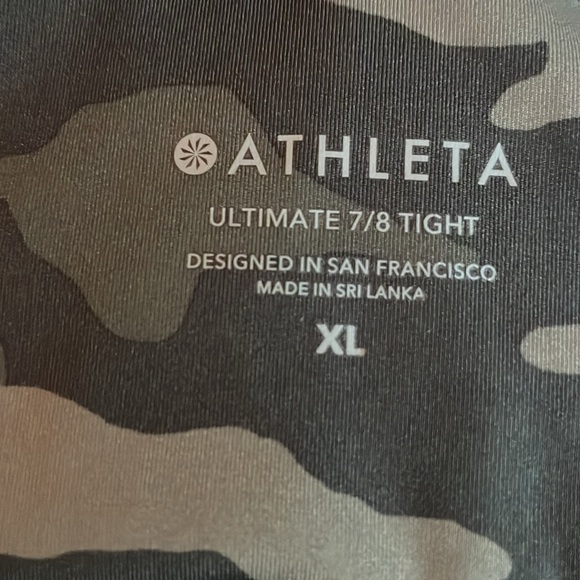 ATHLETA
ULTIMATE 7/8 TIGHT
DESIGNED IN SAN FRANCISCO
MADE IN SRI LANKA
XL